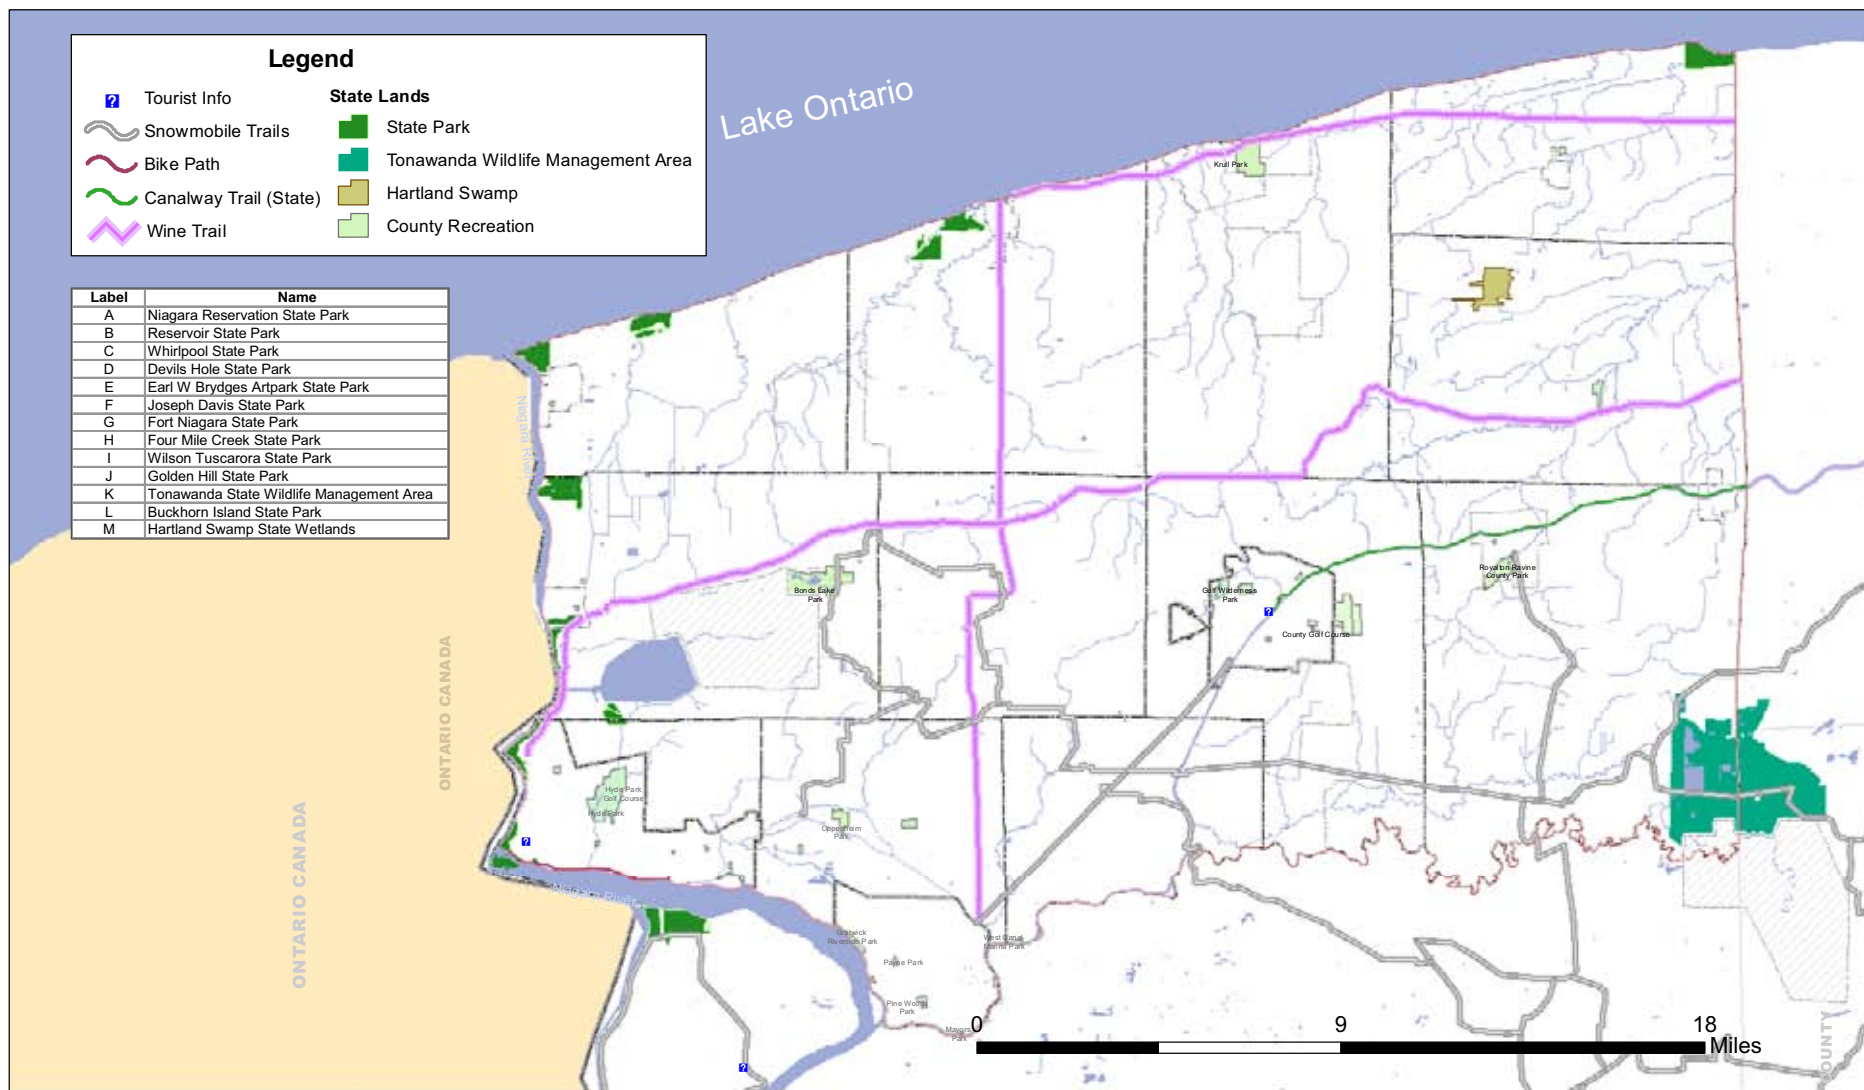 Legend
Tourist Info
Snowmobile Trails
Bike Path
Canalway Trail (State)
Wine Trail
State Lands
State Park
Tonawanda Wildlife Management Area
Hartland Swamp
County Recreation
Lake Ontario
Label Name
A Niagara Reservation State Park
B Reservoir State Park
C Whirlpool State Park
D Devils Hole State Park
E Earl W Brydges Artpark State Park
F Joseph Davis State Park
G Fort Niagara State Park
H Four Mile Creek State Park
I Wilson Tuscarora State Park
J Golden Hill State Park
K Tonawanda State Wildlife Management Area
L Buckhorn Island State Park
M Hartland Swamp State Wetlands
Krull Park
Niagara River
Bonds Lake
Park
Golf Wilderness
Park
County Golf Course
Royalton Ravine
County Park
ONTARIO CANADA
ONTARIO CANADA
Hyde Park
Golf Course
Hyde Park
Oppenheim
Park
Niagara River
Gratwick
Riverside Park
West Canal
Marina Park
Payne Park
Pine Woods
Park
Mayors
Park
0 9 18
Miles
OUNTY